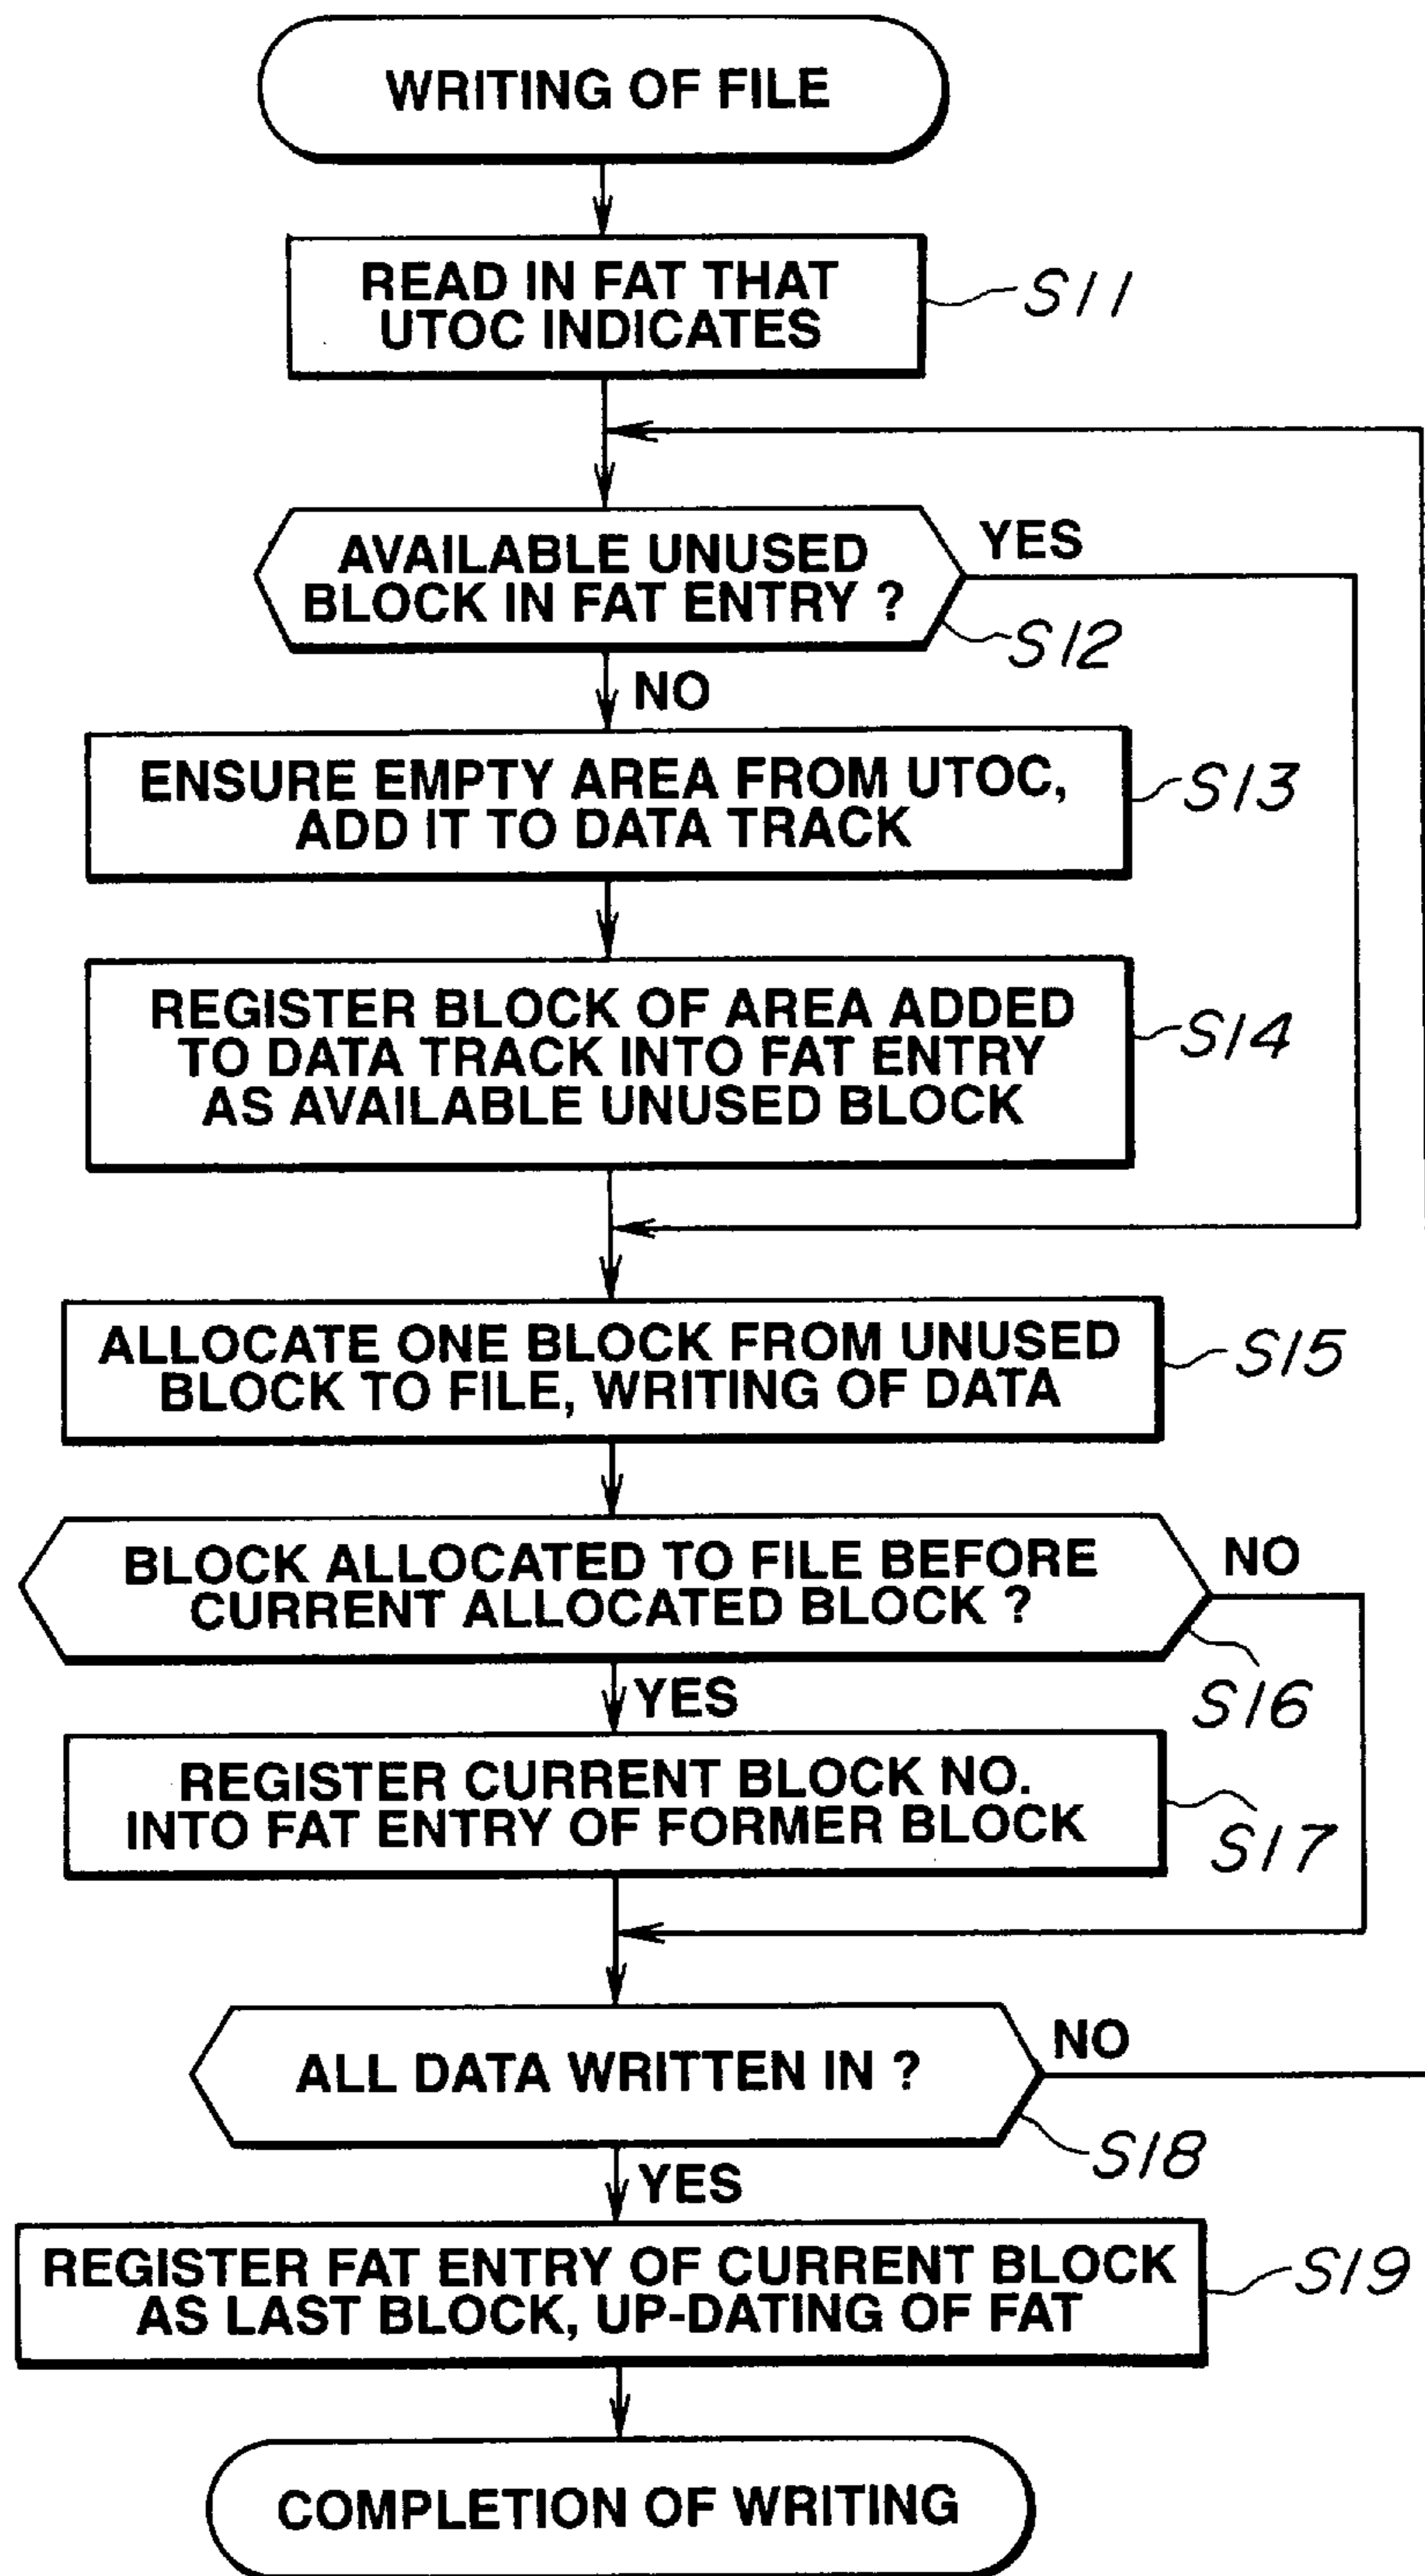 WRITING OF FILE
READ IN FAT THAT
UTOC INDICATES
S11
AVAILABLE UNUSED
BLOCK IN FAT ENTRY ?
YES
S12
NO
ENSURE EMPTY AREA FROM UTOC,
ADD IT TO DATA TRACK
S13
REGISTER BLOCK OF AREA ADDED
TO DATA TRACK INTO FAT ENTRY
AS AVAILABLE UNUSED BLOCK
S14
ALLOCATE ONE BLOCK FROM UNUSED
BLOCK TO FILE, WRITING OF DATA
S15
BLOCK ALLOCATED TO FILE BEFORE
CURRENT ALLOCATED BLOCK ?
NO
S16
YES
REGISTER CURRENT BLOCK NO.
INTO FAT ENTRY OF FORMER BLOCK
S17
ALL DATA WRITTEN IN ?
NO
S18
YES
REGISTER FAT ENTRY OF CURRENT BLOCK
AS LAST BLOCK, UP-DATING OF FAT
S19
COMPLETION OF WRITING